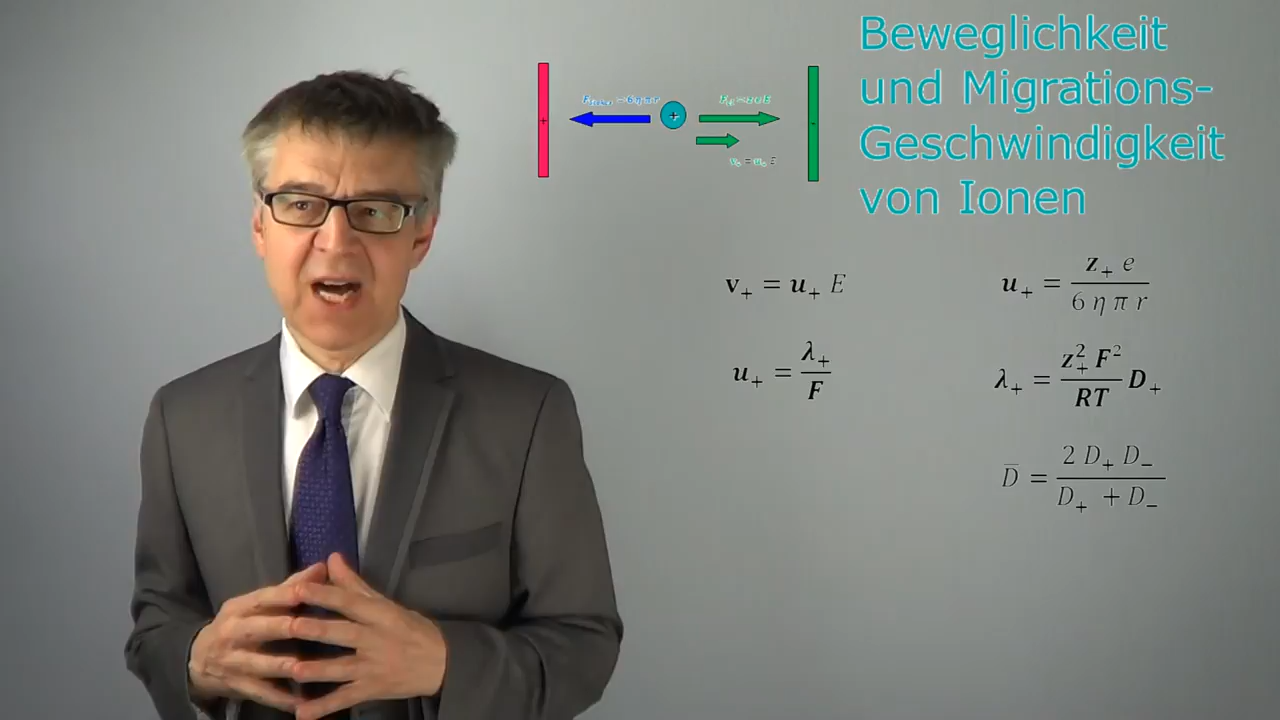 Beweglichkeit
und Migrations-
Geschwindigkeit
von Ionen
+
+
-
v₊ = u₊ E
u₊ = z₊ e / 6 η π r
u₊ = λ₊ / F
λ₊ = z₊² F² / RT D₊
D̅ = 2 D₊ D₋ / D₊ + D₋